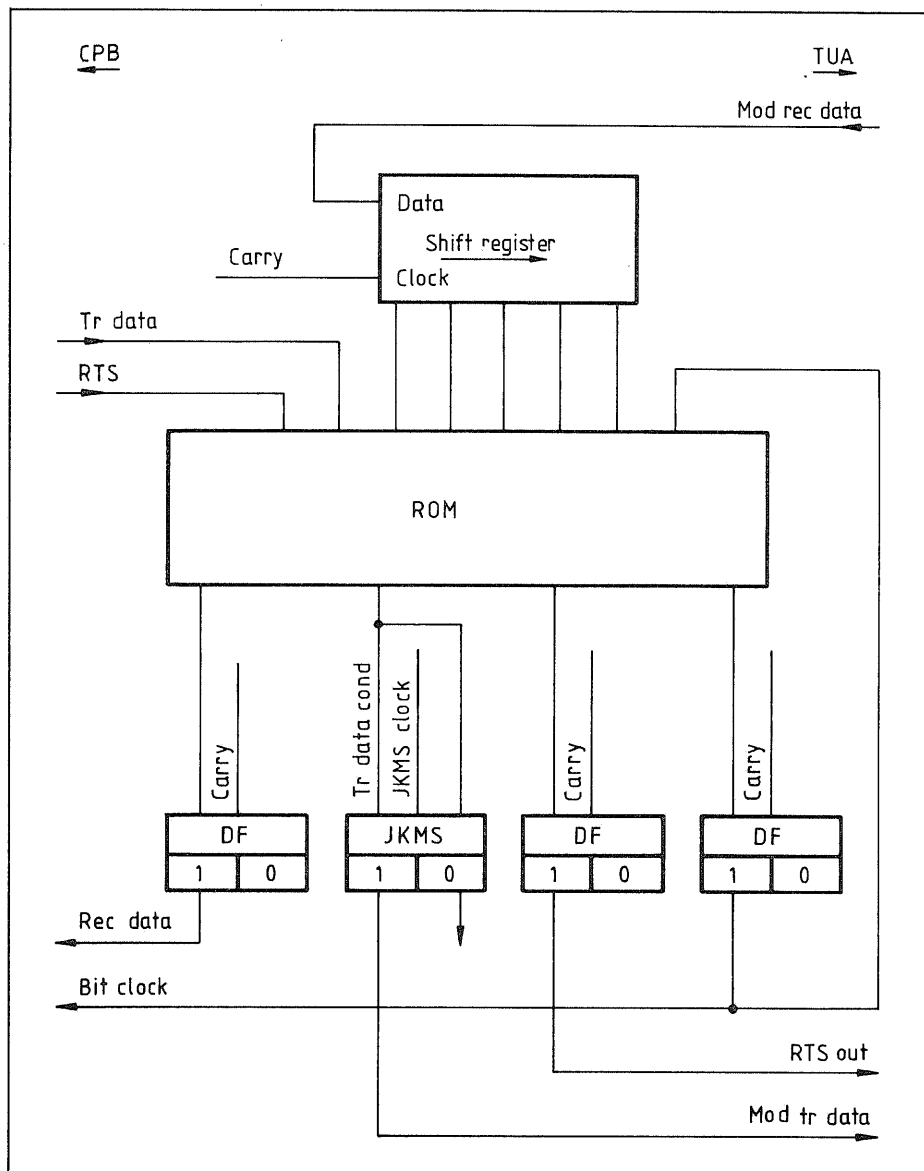 CPB
TUA
Mod rec data
Data
Shift register
Carry
Clock
Tr data
RTS
ROM
Carry
Tr data cond
JKMS clock
Carry
Carry
DF
JKMS
DF
DF
1 0
1 0
1 0
1 0
Rec data
Bit clock
RTS out
Mod tr data